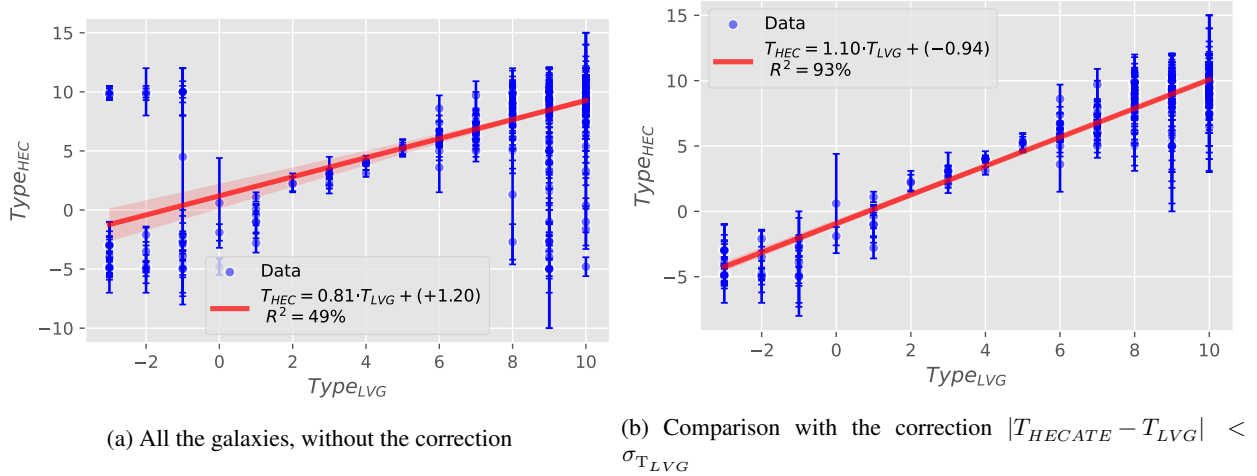 15
10
5
0
−5
−10
Type_HEC
Data
T_HEC = 0.81·T_LVG + (+1.20)
R² = 49%
−2 0 2 4 6 8 10
Type_LVG
(a) All the galaxies, without the correction
15
10
5
0
−5
Type_HEC
Data
T_HEC = 1.10·T_LVG + (−0.94)
R² = 93%
−2 0 2 4 6 8 10
Type_LVG
(b) Comparison with the correction |T_HECATE − T_LVG| <
σ_T_LVG